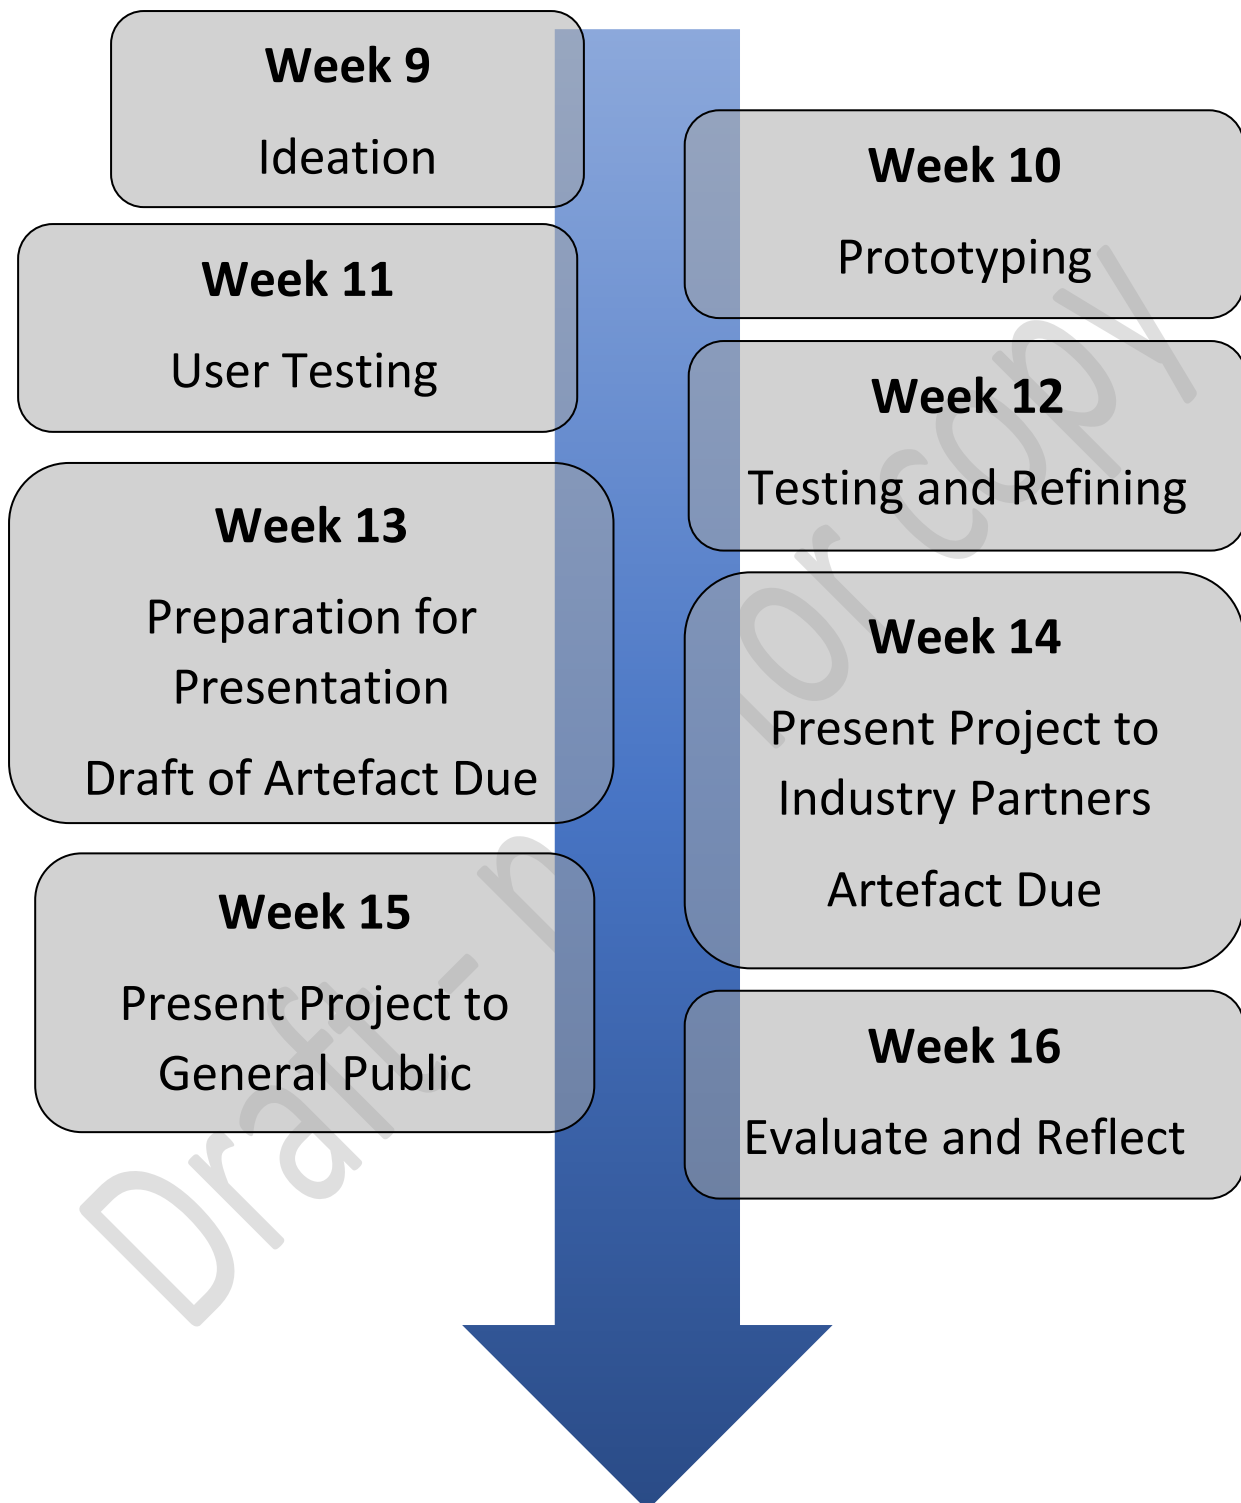 Week 9
Ideation
Week 10
Prototyping
Week 11
User Testing
Week 12
Testing and Refining
Week 13
Preparation for
Presentation
Draft of Artefact Due
Week 14
Present Project to
Industry Partners
Artefact Due
Week 15
Present Project to
General Public
Week 16
Evaluate and Reflect
Draft - n or copy